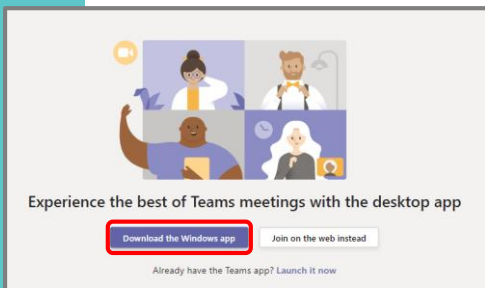 Experience the best of Teams meetings with the desktop app
Download the Windows app Join on the web instead
Already have the Teams app? Launch it now